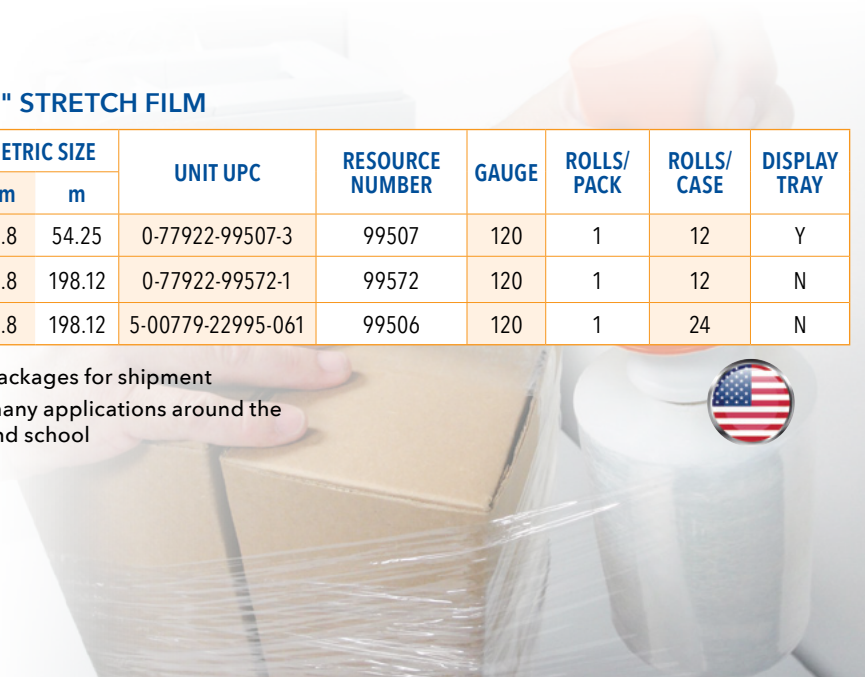 " STRETCH FILM
ETRIC SIZE UNIT UPC RESOURCE NUMBER GAUGE ROLLS/ PACK ROLLS/ CASE DISPLAY TRAY
m m
.8 54.25 0-77922-99507-3 99507 120 1 12 Y
.8 198.12 0-77922-99572-1 99572 120 1 12 N
.8 198.12 5-00779-22995-061 99506 120 1 24 N
ackages for shipment
any applications around the
nd school